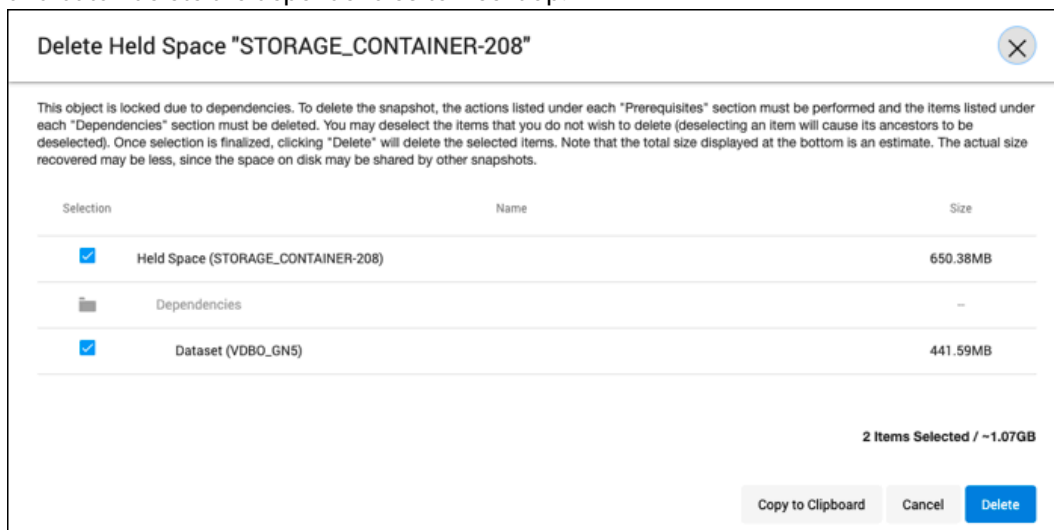 Delete Held Space "STORAGE_CONTAINER-208"
This object is locked due to dependencies. To delete the snapshot, the actions listed under each "Prerequisites" section must be performed and the items listed under
each "Dependencies" section must be deleted. You may deselect the items that you do not wish to delete (deselecting an item will cause its ancestors to be
deselected). Once selection is finalized, clicking "Delete" will delete the selected items. Note that the total size displayed at the bottom is an estimate. The actual size
recovered may be less, since the space on disk may be shared by other snapshots.
Selection Name Size
Held Space (STORAGE_CONTAINER-208) 650.38MB
Dependencies --
Dataset (VDBO_GN5) 441.59MB
2 Items Selected / ~1.07GB
Copy to Clipboard Cancel Delete